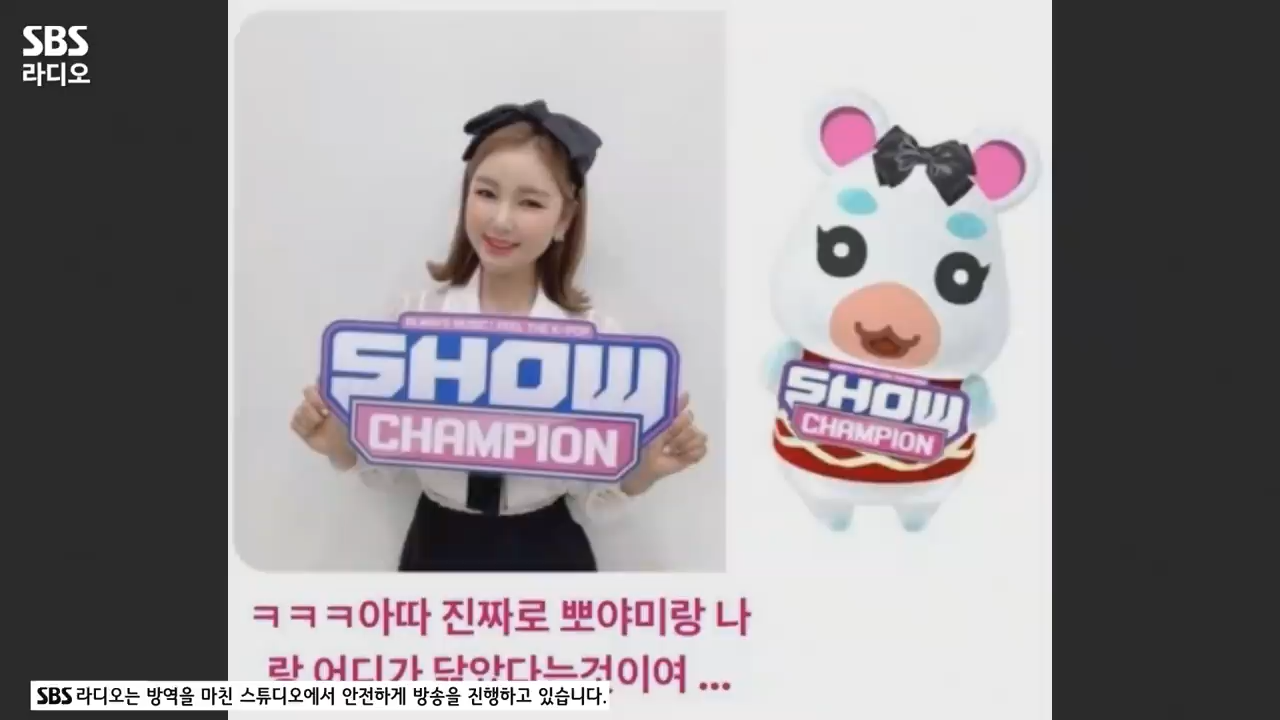 SBS
라디오
SHOW
CHAMPION
SHOW
CHAMPION
ㅋㅋㅋ아따 진짜로 뽀야미랑 나
랑 어디가 닮았다는것이여 ...
SBS 라디오는 방역을 마친 스튜디오에서 안전하게 방송을 진행하고 있습니다.